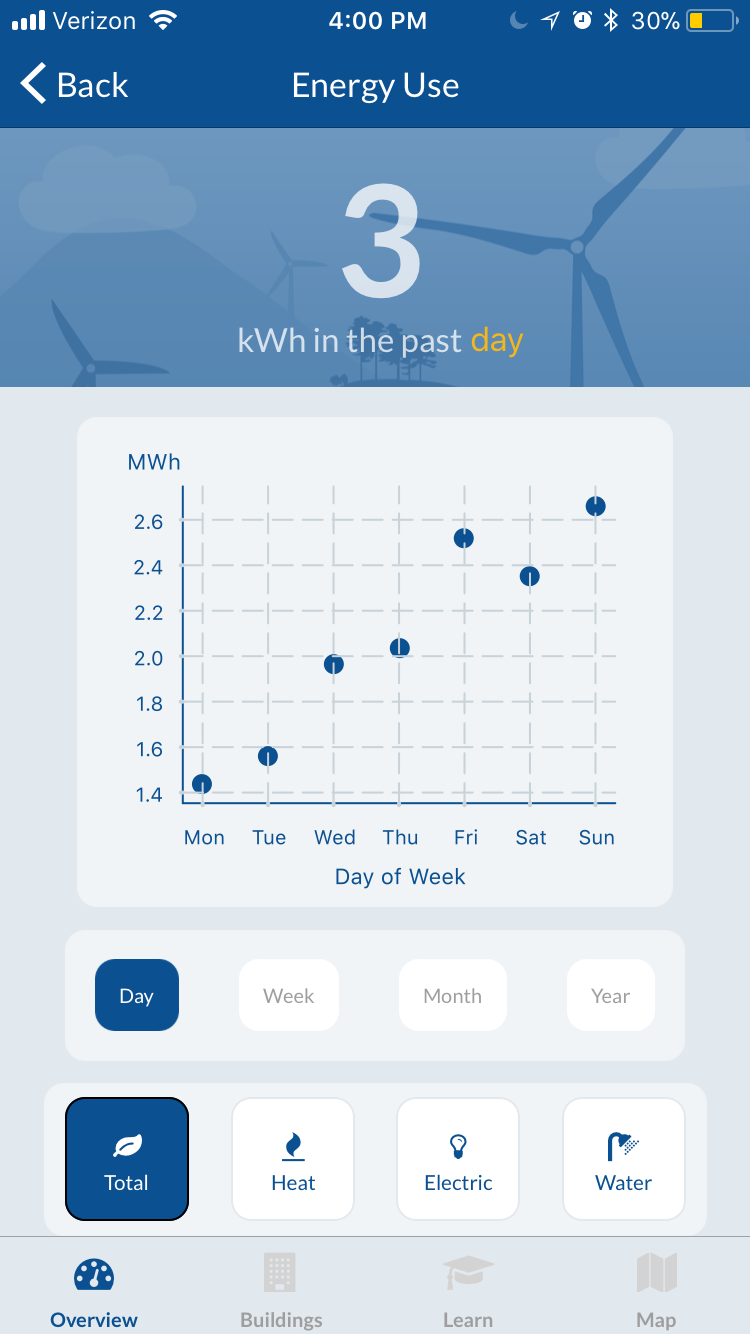 Verizon 4:00 PM 30%
Back Energy Use
3
kWh in the past day
MWh
2.6
2.4
2.2
2.0
1.8
1.6
1.4
Mon Tue Wed Thu Fri Sat Sun
Day of Week
Day Week Month Year
Total Heat Electric Water
Overview Buildings Learn Map